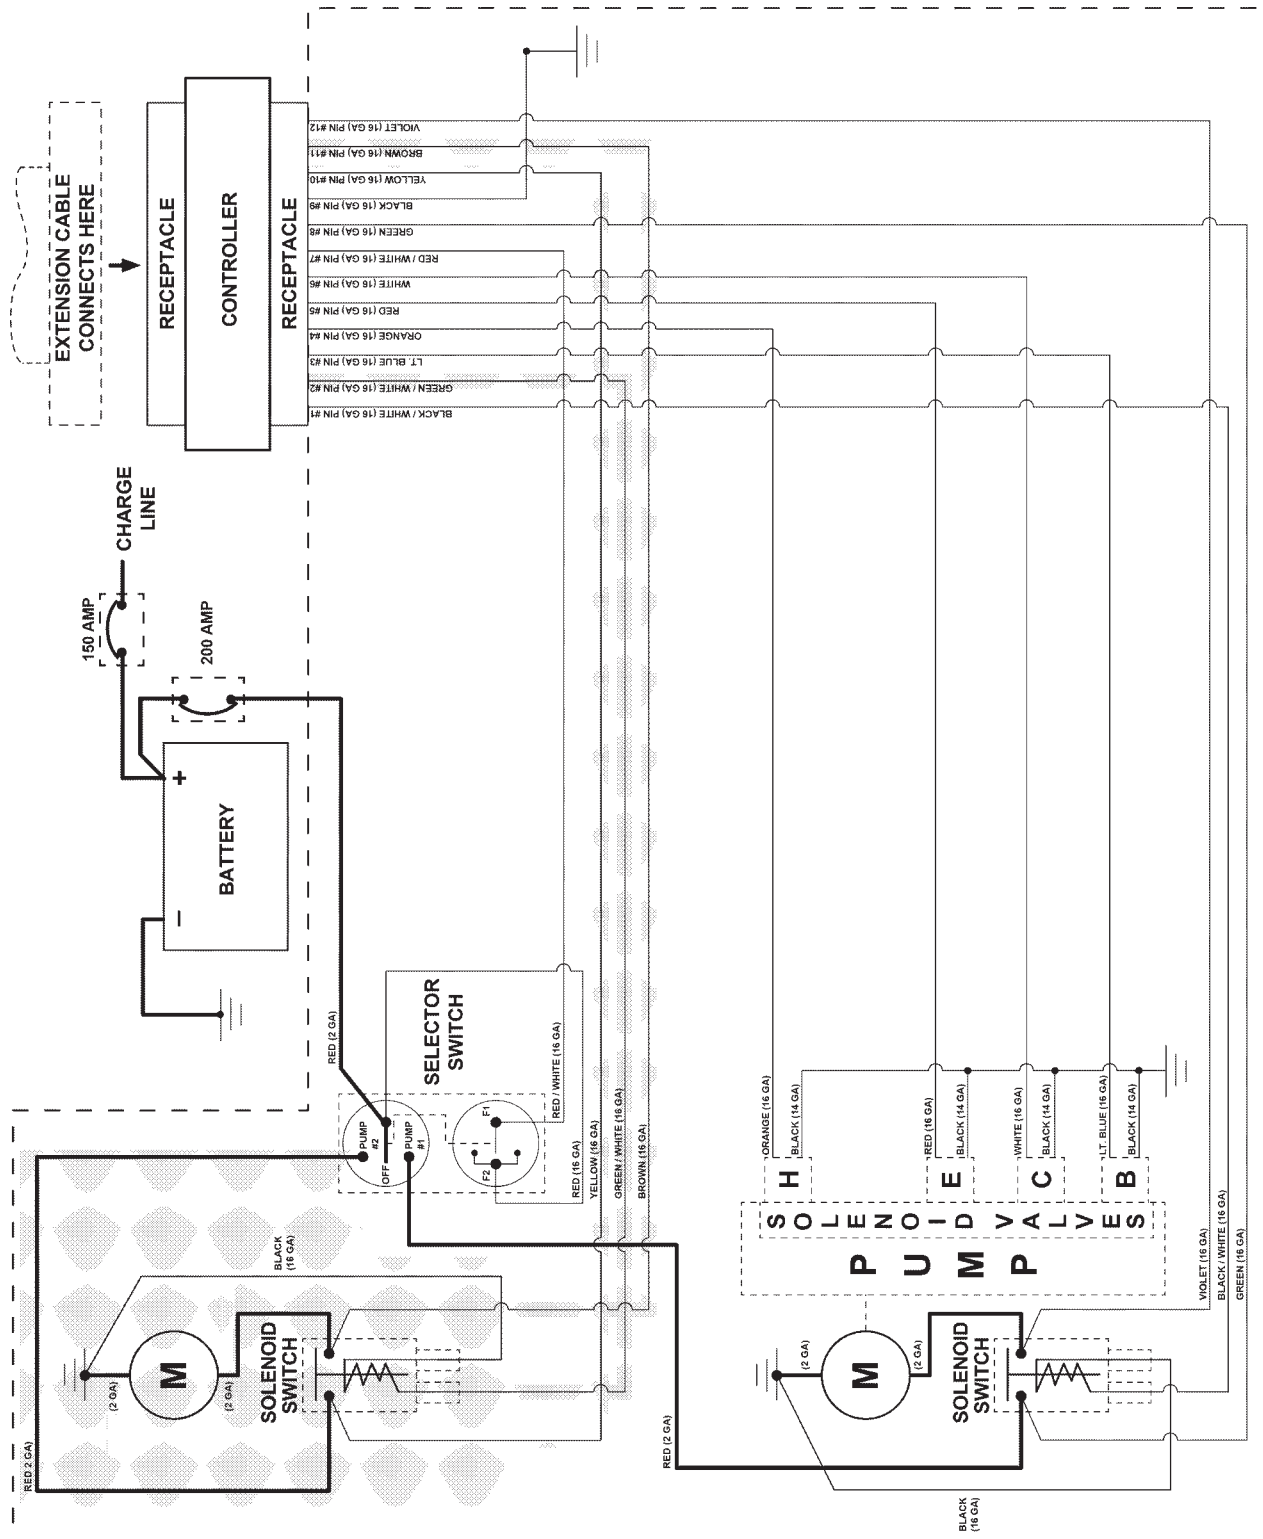 EXTENSION CABLE
CONNECTS HERE
RECEPTACLE
CONTROLLER
RECEPTACLE
VIOLET (16 GA) PIN #12
BROWN (16 GA) PIN #11
YELLOW (16 GA) PIN #10
BLACK (16 GA) PIN #9
GREEN (16 GA) PIN #8
RED / WHITE (16 GA) PIN #7
WHITE (16 GA) PIN #6
RED (16 GA) PIN #5
ORANGE (16 GA) PIN #4
LT. BLUE (16 GA) PIN #3
GREEN / WHITE (16 GA) PIN #2
BLACK / WHITE (16 GA) PIN #1
CHARGE
LINE
150 AMP
200 AMP
+
BATTERY
–
RED (2 GA)
SELECTOR
SWITCH
PUMP
#2
OFF
PUMP
#1
F1
F2
RED / WHITE (16 GA)
RED (16 GA)
YELLOW (16 GA)
GREEN / WHITE (16 GA)
BROWN (16 GA)
ORANGE (16 GA)
BLACK (14 GA)
RED (16 GA)
BLACK (14 GA)
WHITE (16 GA)
BLACK (14 GA)
LT. BLUE (16 GA)
BLACK (14 GA)
H
E
C
B
SOLENOID VALVES
PUMP
BLACK
(16 GA)
RED 2 GA)
(2 GA)
M
(2 GA)
SOLENOID
SWITCH
RED (2 GA)
(2 GA)
M
(2 GA)
SOLENOID
SWITCH
VIOLET (16 GA)
BLACK / WHITE (16 GA)
GREEN (16 GA)
BLACK
(16 GA)